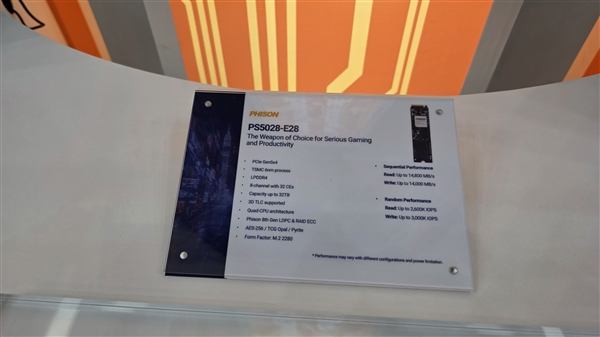 PHISON
PS5028-E28
The Weapon of Choice for Serious Gaming
and Productivity
PCIe Gen5x4
TSMC 6nm process
LPDDR4
8-channel with 32 CEs
Capacity up to 32TB
3D TLC supported
Quad-CPU architecture
Phison 8th Gen LDPC & RAID ECC
AES-256 / TCG Opal / Pyrite
Form Factor: M.2 2280
Sequential Performance
Read: Up to 14,800 MB/s
Write: Up to 14,000 MB/s
Random Performance
Read: Up to 2,600K IOPS
Write: Up to 3,000K IOPS
* Performance may vary with different configurations and power limitation.